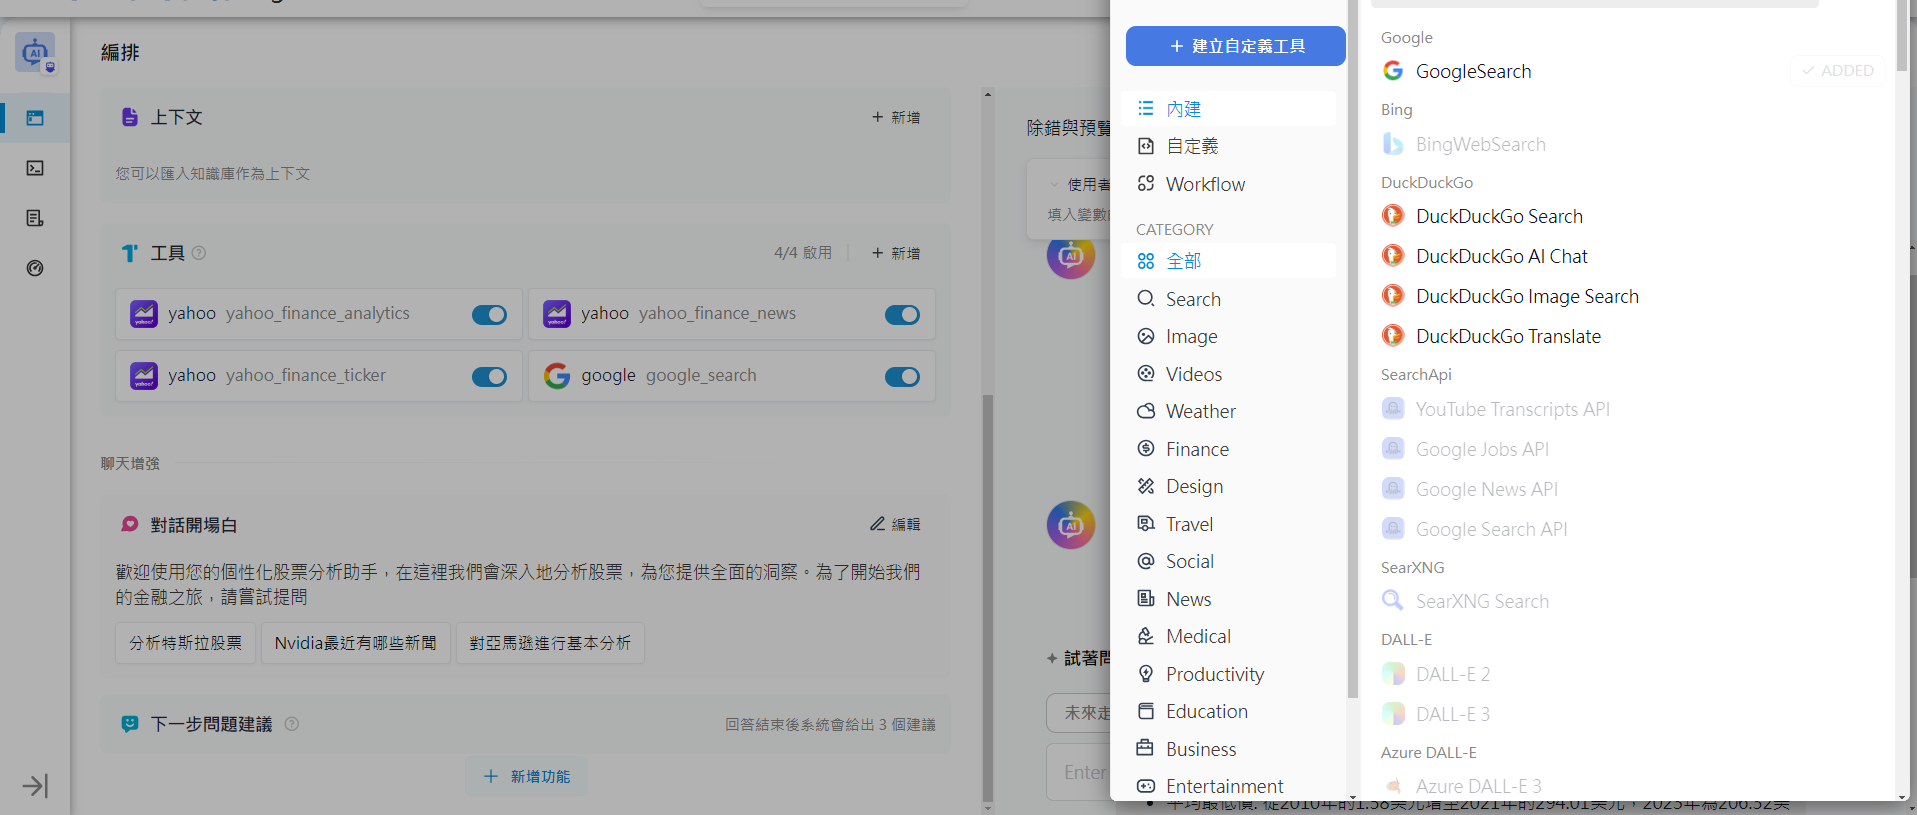 編排
上下文
+ 新增
您可以匯入知識庫作為上下文
工具
4/4 啟用
+ 新增
yahoo yahoo_finance_analytics
yahoo yahoo_finance_news
yahoo yahoo_finance_ticker
google google_search
聊天增強
對話開場白
編輯
歡迎使用您的個性化股票分析助手，在這裡我們會深入地分析股票，為您提供全面的洞察。為了開始我們
的金融之旅，請嘗試提問
分析特斯拉股票
Nvidia最近有哪些新聞
對亞馬遜進行基本分析
下一步問題建議
回答結束後系統會給出 3 個建議
+ 新增功能
除錯與預覽
使用者
填入變數
AI
AI
試著問
未來走
Enter
平均最低價: 從2010年的1.58美元增至2021年的294.01美元，2023年為206.52美
+ 建立自定義工具
內建
自定義
Workflow
CATEGORY
全部
Search
Image
Videos
Weather
Finance
Design
Travel
Social
News
Medical
Productivity
Education
Business
Entertainment
Google
GoogleSearch
ADDED
Bing
BingWebSearch
DuckDuckGo
DuckDuckGo Search
DuckDuckGo AI Chat
DuckDuckGo Image Search
DuckDuckGo Translate
SearchApi
YouTube Transcripts API
Google Jobs API
Google News API
Google Search API
SearXNG
SearXNG Search
DALL-E
DALL-E 2
DALL-E 3
Azure DALL-E
Azure DALL-E 3